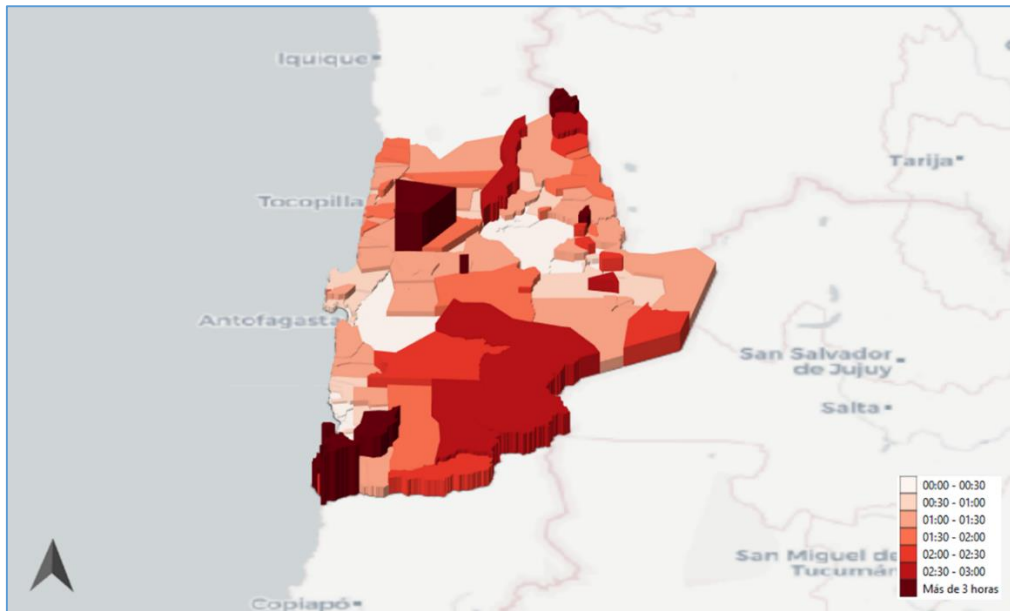 Iquique
Tarija
Tocopilla
Antofagasta
San Salvador
de Jujuy
Salta
San Miguel de
Tucumán
Copiapó
00:00 - 00:30
00:30 - 01:00
01:00 - 01:30
01:30 - 02:00
02:00 - 02:30
02:30 - 03:00
Más de 3 horas